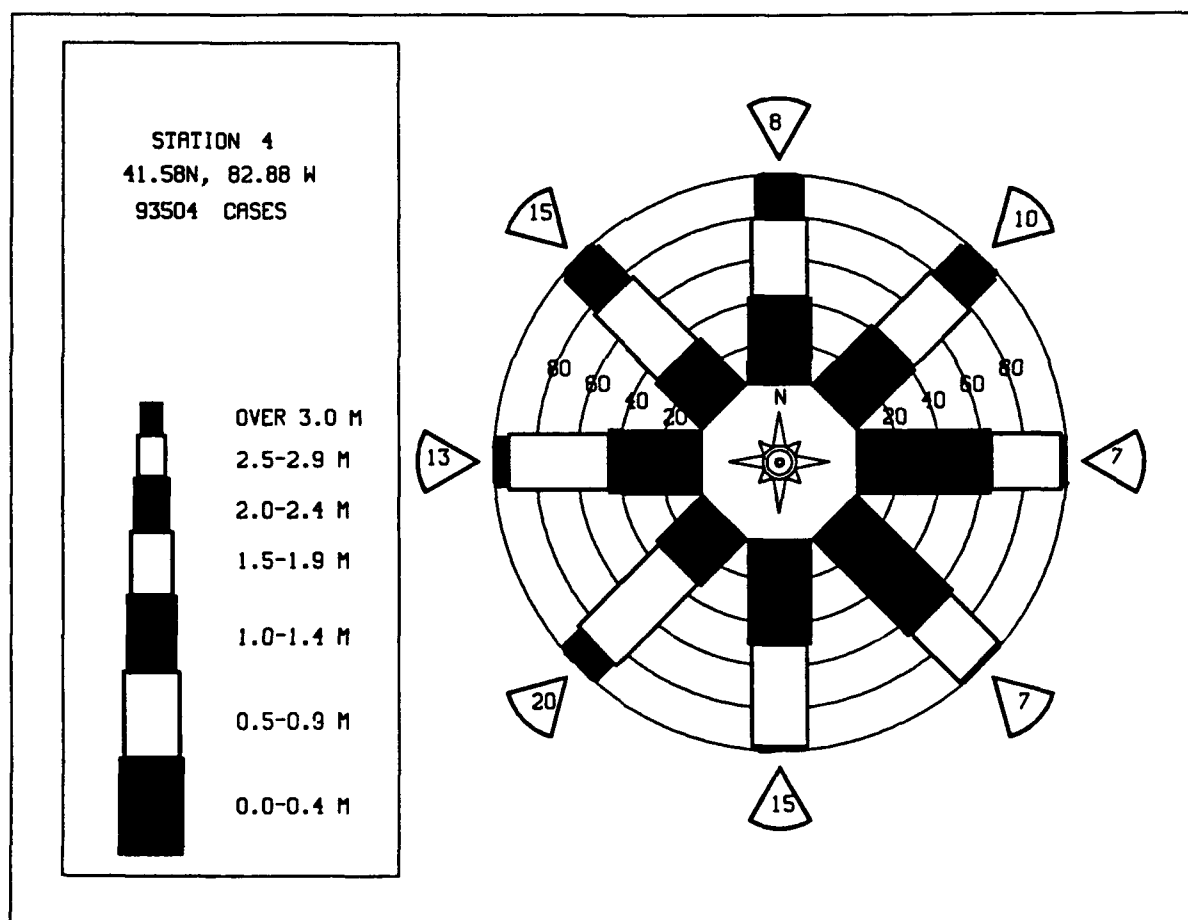 STATION 4
41.58N, 82.88 W
93504 CASES
OVER 3.0 M
2.5-2.9 M
2.0-2.4 M
1.5-1.9 M
1.0-1.4 M
0.5-0.9 M
0.0-0.4 M
8
15
10
80
60
40
20
N
20
40
60
80
13
7
20
15
7